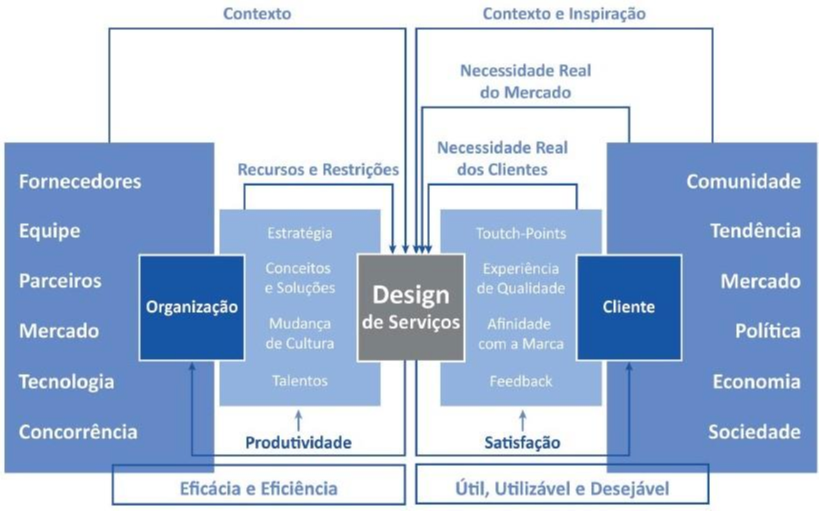 Contexto
Contexto e Inspiração
Necessidade Real
do Mercado
Necessidade Real
dos Clientes
Recursos e Restrições
Fornecedores
Equipe
Parceiros
Mercado
Tecnologia
Concorrência
Organização
Estratégia
Conceitos
e Soluções
Mudança
de Cultura
Talentos
Produtividade
Design
de Serviços
Toutch-Points
Experiência
de Qualidade
Afinidade
com a Marca
Feedback
Satisfação
Cliente
Comunidade
Tendência
Mercado
Política
Economia
Sociedade
Eficácia e Eficiência
Útil, Utilizável e Desejável